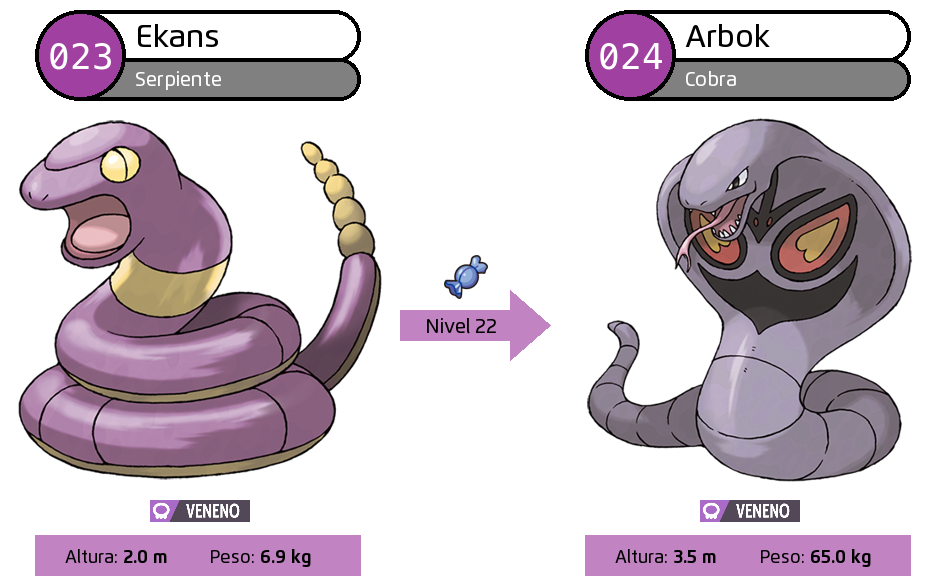 023
Ekans
Serpiente
024
Arbok
Cobra
Nivel 22
VENENO
VENENO
Altura: 2.0 m Peso: 6.9 kg
Altura: 3.5 m Peso: 65.0 kg